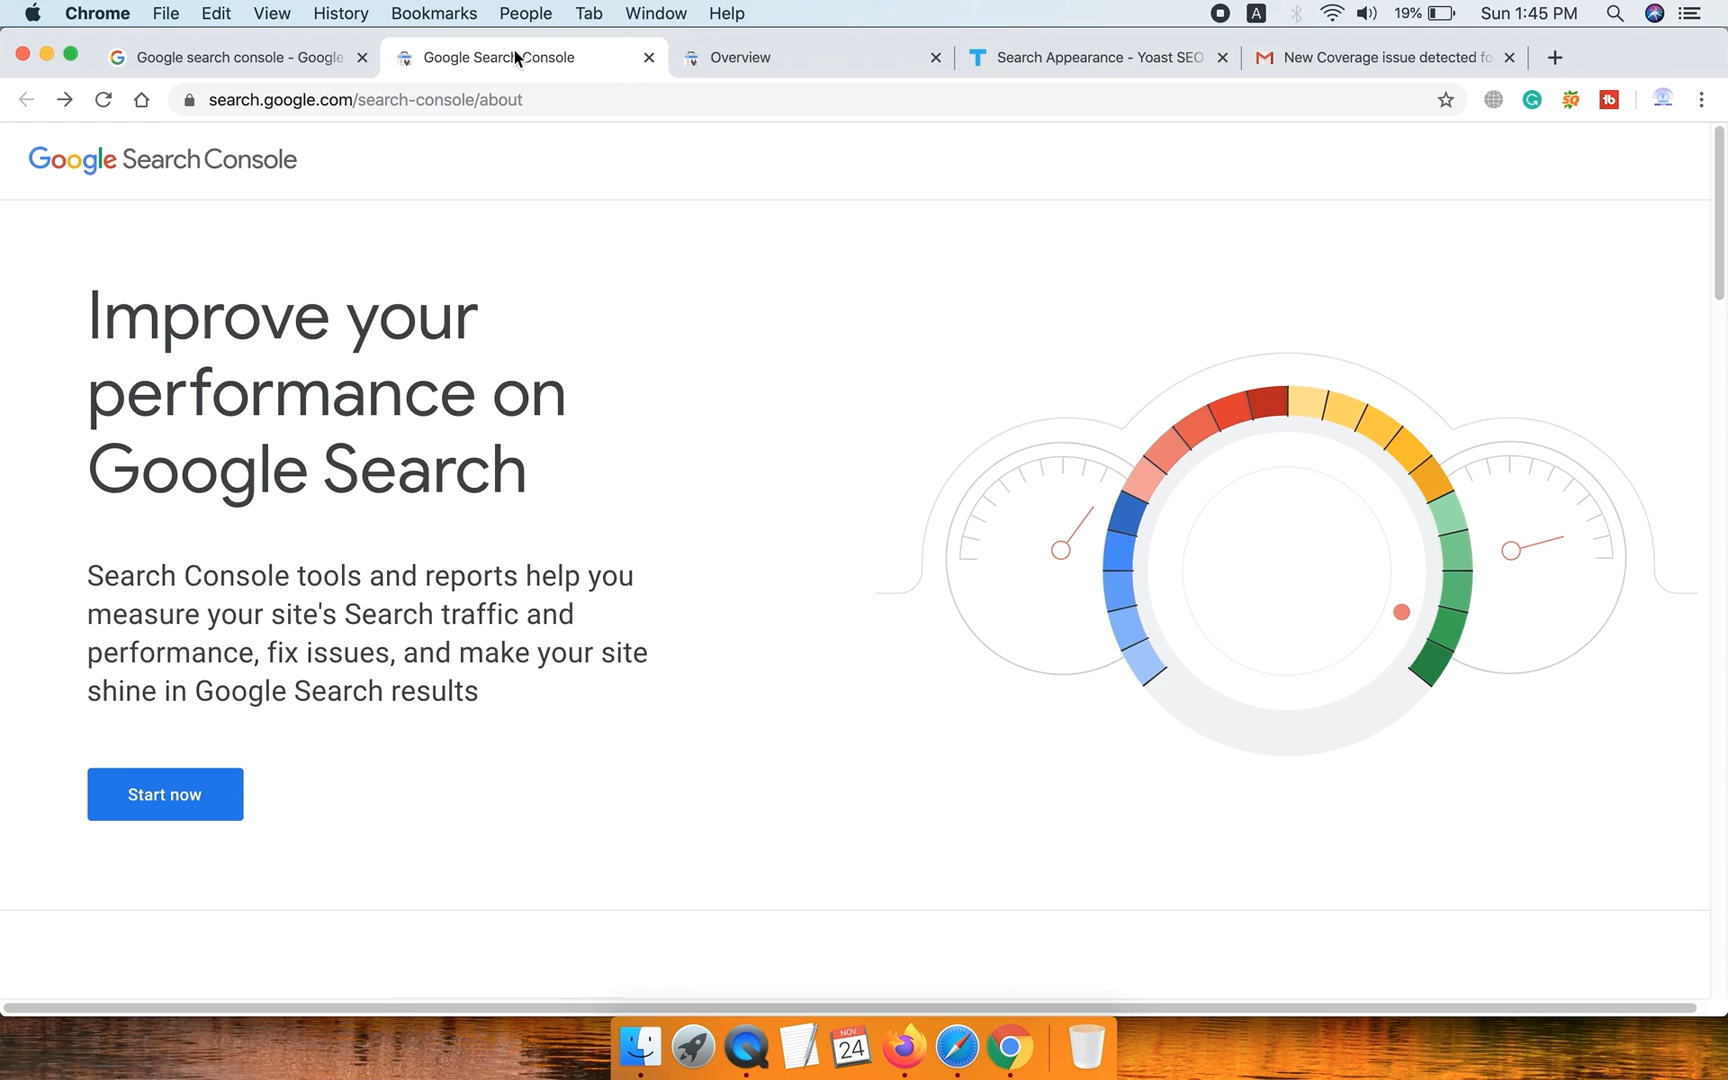 Chrome File Edit View History Bookmarks People Tab Window Help A 19% Sun 1:45 PM
Google search console - Google Google Search Console Overview Search Appearance - Yoast SEO New Coverage issue detected fo
search.google.com/search-console/about
Google Search Console
Improve your
performance on
Google Search
Search Console tools and reports help you
measure your site's Search traffic and
performance, fix issues, and make your site
shine in Google Search results
Start now
NOV
24